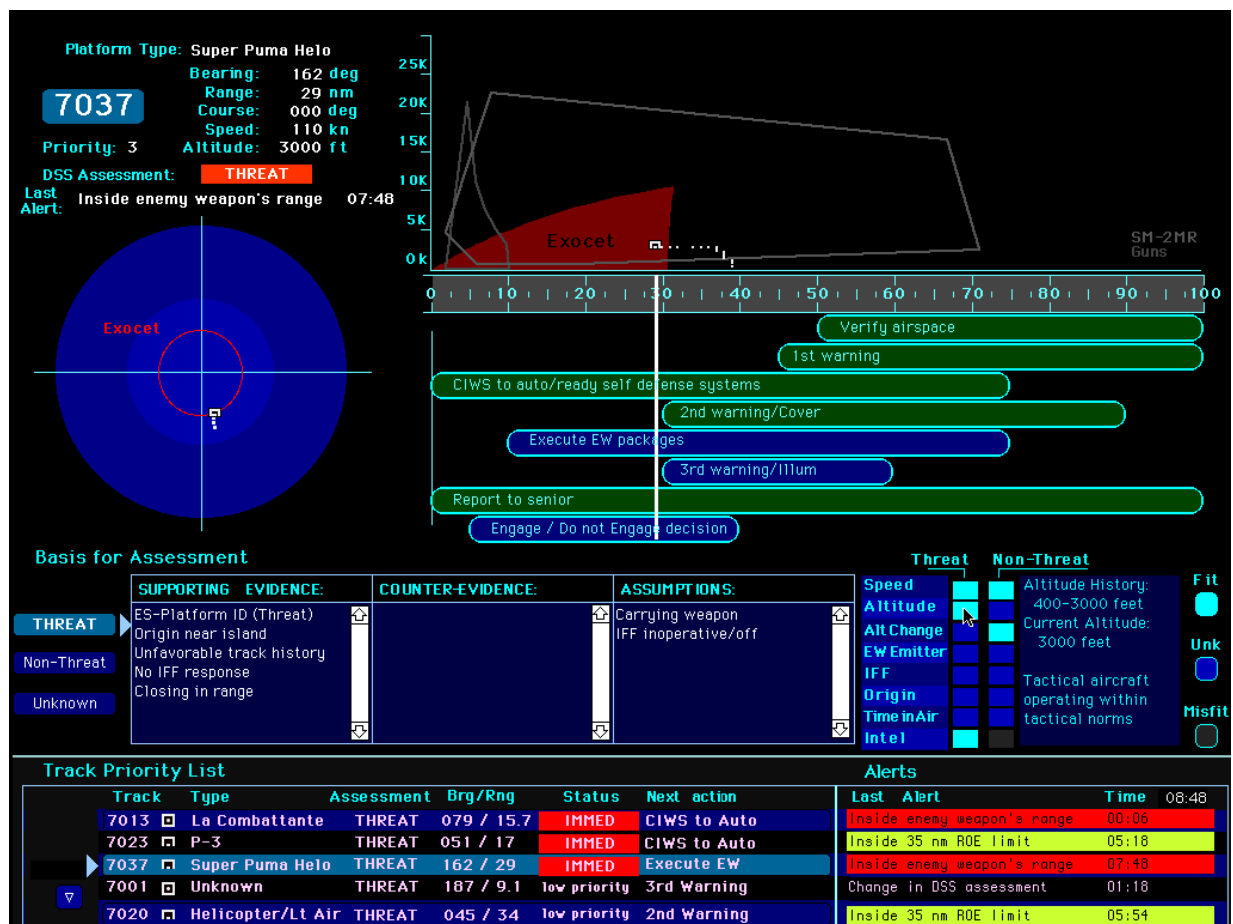 Platform Type: Super Puma Helo
7037
Bearing: 162 deg
Range: 29 nm
Course: 000 deg
Speed: 110 kn
Priority: 3 Altitude: 3000 ft
DSS Assessment: THREAT
Last Alert: Inside enemy weapon's range 07:48
Exocet
25K
20K
15K
10K
5K
0k
Exocet
SM-2MR
Guns
0 10 20 30 40 50 60 70 80 90 100
Verify airspace
1st warning
CIWS to auto/ready self defense systems
2nd warning/Cover
Execute EW packages
3rd warning/Illum
Report to senior
Engage / Do not Engage decision
Basis for Assessment
THREAT
Non-Threat
Unknown
SUPPORTING EVIDENCE:
ES-Platform ID (Threat)
Origin near island
Unfavorable track history
No IFF response
Closing in range
COUNTER-EVIDENCE:
ASSUMPTIONS:
Carrying weapon
IFF inoperative/off
Threat Non-Threat
Speed
Altitude
Alt Change
EW Emitter
IFF
Origin
Time in Air
Intel
Altitude History:
400-3000 feet
Current Altitude:
3000 feet
Tactical aircraft
operating within
tactical norms
Fit
Unk
Misfit
Track Priority List
Track Type Assessment Brg/Rng Status Next action
7013 La Combattante THREAT 079 / 15.7 IMMED CIWS to Auto
7023 P-3 THREAT 051 / 17 IMMED CIWS to Auto
7037 Super Puma Helo THREAT 162 / 29 IMMED Execute EW
7001 Unknown THREAT 187 / 9.1 low priority 3rd Warning
7020 Helicopter/Lt Air THREAT 045 / 34 low priority 2nd Warning
Alerts
Last Alert Time 08:48
Inside enemy weapon's range 00:06
Inside 35 nm ROE limit 05:18
Inside enemy weapon's range 07:48
Change in DSS assessment 01:18
Inside 35 nm ROE limit 05:54